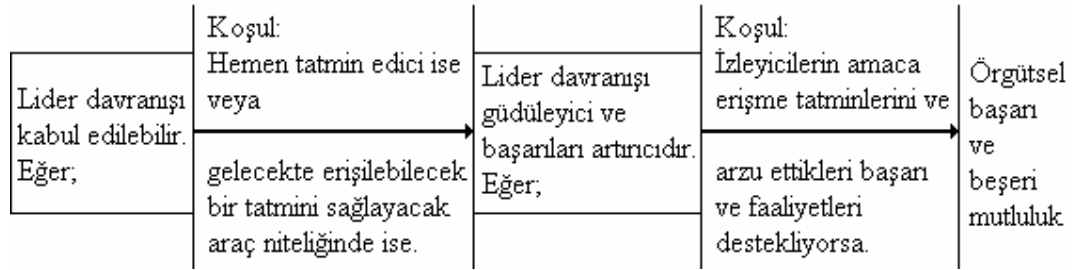 Lider davranışı
kabul edilebilir.
Eğer;
Koşul:
Hemen tatmin edici ise
veya
gelecekte erişilebilecek
bir tatmini sağlayacak
araç niteliğinde ise.
Lider davranışı
güdüleyici ve
başarıları artırıcıdır.
Eğer;
Koşul:
İzleyicilerin amaca
erişme tatminlerini ve
arzu ettikleri başarı
ve faaliyetleri
destekliyorsa.
Örgütsel
başarı
ve
beşeri
mutluluk.